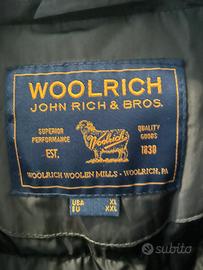 WOOLRICH
JOHN RICH & BROS.
SUPERIOR PERFORMANCE
QUALITY GOODS
Woolrich
EST. 1830
WOOLRICH WOOLEN MILLS - WOOLRICH, PA
USA XL
EU XXL
subito